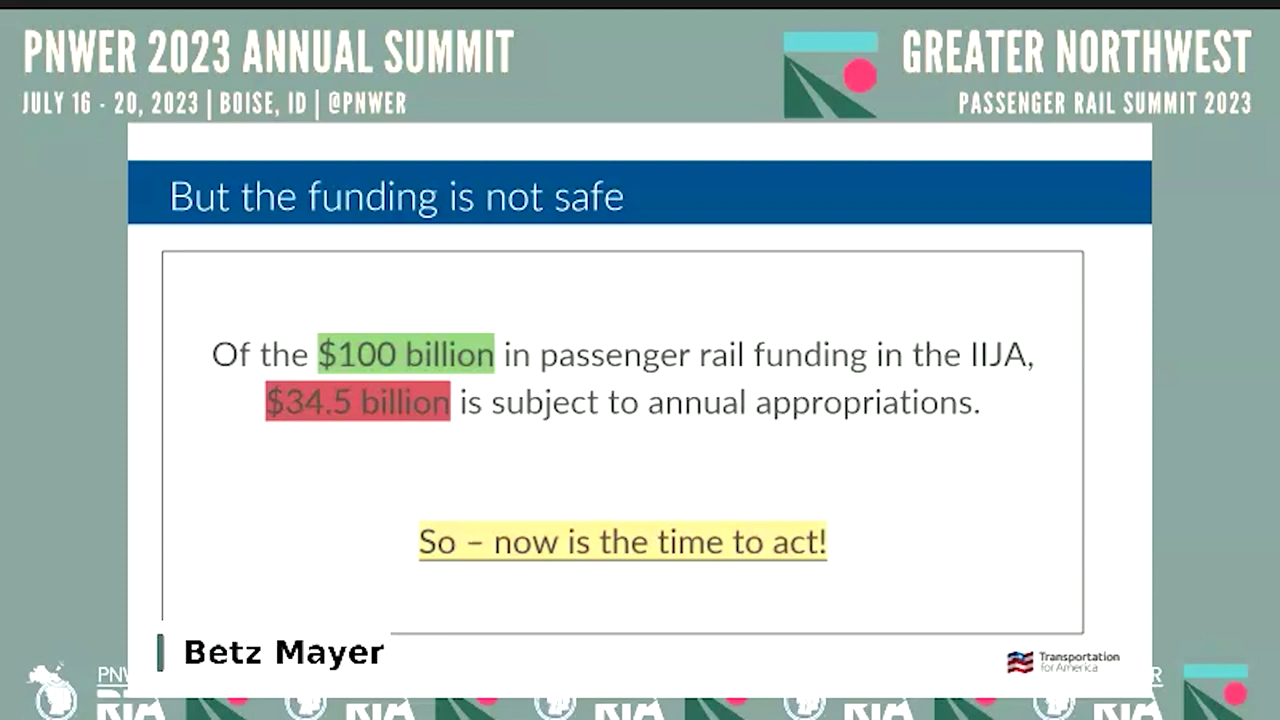 PNWER 2023 ANNUAL SUMMIT
JULY 16 - 20, 2023 | BOISE, ID | @PNWER
GREATER NORTHWEST
PASSENGER RAIL SUMMIT 2023
But the funding is not safe
Of the $100 billion in passenger rail funding in the IIJA,
$34.5 billion is subject to annual appropriations.
So – now is the time to act!
Betz Mayer
Transportation
for America